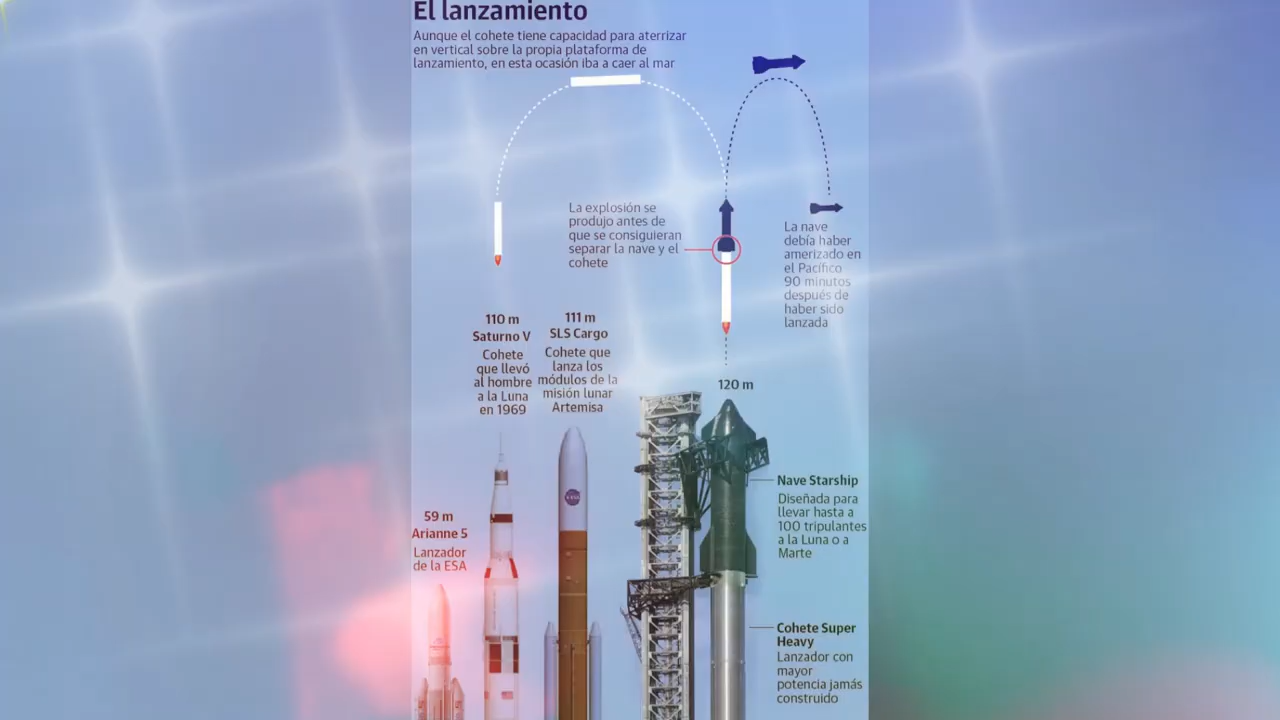 El lanzamiento
Aunque el cohete tiene capacidad para aterrizar
en vertical sobre la propia plataforma de
lanzamiento, en esta ocasión iba a caer al mar
La explosión se
produjo antes de
que se consiguieran
separar la nave y el
cohete
La nave
debía haber
amerizado en
el Pacífico
90 minutos
después de
haber sido
lanzada
110 m
Saturno V
Cohete
que llevó
al hombre
a la Luna
en 1969
111 m
SLS Cargo
Cohete que
lanza los
módulos de la
misión lunar
Artemisa
120 m
59 m
Arianne 5
Lanzador
de la ESA
NASA
Nave Starship
Diseñada para
llevar hasta a
100 tripulantes
a la Luna o a
Marte
Cohete Super
Heavy
Lanzador con
mayor
potencia jamás
construido